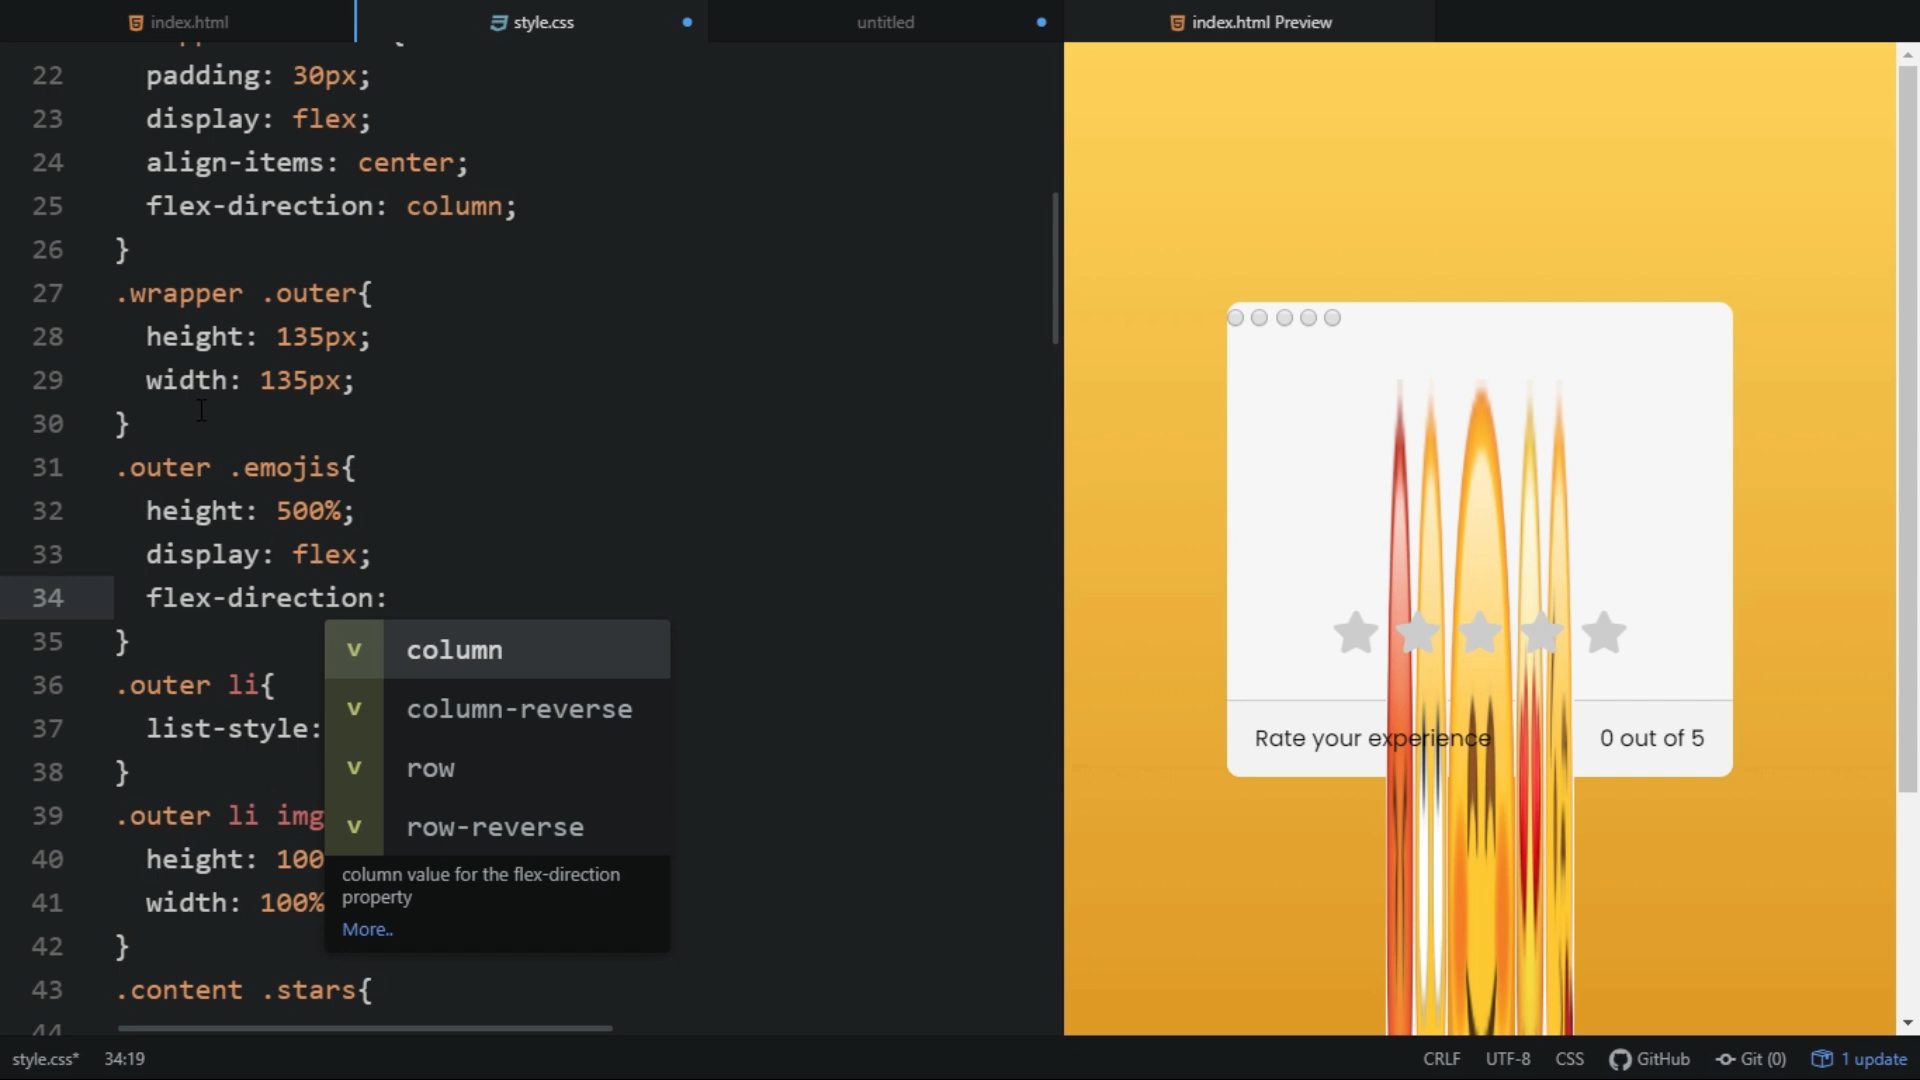 index.html
style.css
untitled
index.html Preview
22 padding: 30px;
23 display: flex;
24 align-items: center;
25 flex-direction: column;
26 }
27 .wrapper .outer{
28 height: 135px;
29 width: 135px;
30 }
31 .outer .emojis{
32 height: 500%;
33 display: flex;
34 flex-direction:
35 }
36 .outer li{
37 list-style:
38 }
39 .outer li img
40 height: 100
41 width: 100%
42 }
43 .content .stars{
44
v column
v column-reverse
v row
v row-reverse
column value for the flex-direction
property
More..
Rate your experience
0 out of 5
style.css* 34:19
CRLF UTF-8 CSS GitHub Git (0) 1 update